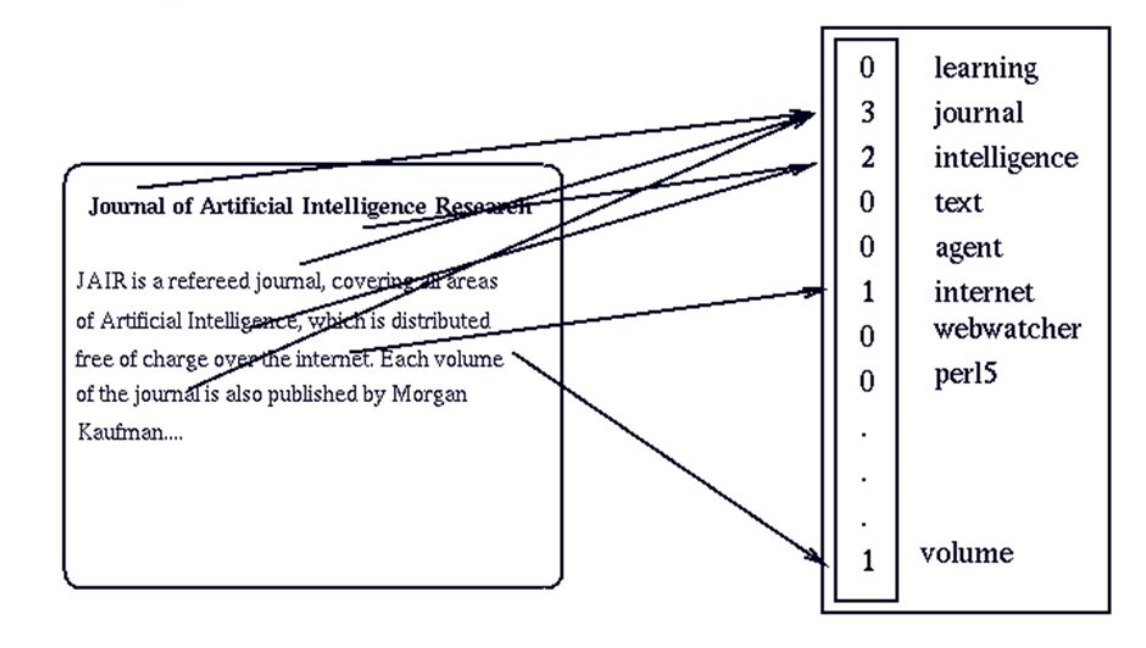 Journal of Artificial Intelligence Research
JAIR is a refereed journal, covering all areas
of Artificial Intelligence, which is distributed
free of charge over the internet. Each volume
of the journal is also published by Morgan
Kaufman....
0 learning
3 journal
2 intelligence
0 text
0 agent
1 internet
0 webwatcher
0 perl5
.
.
.
1 volume